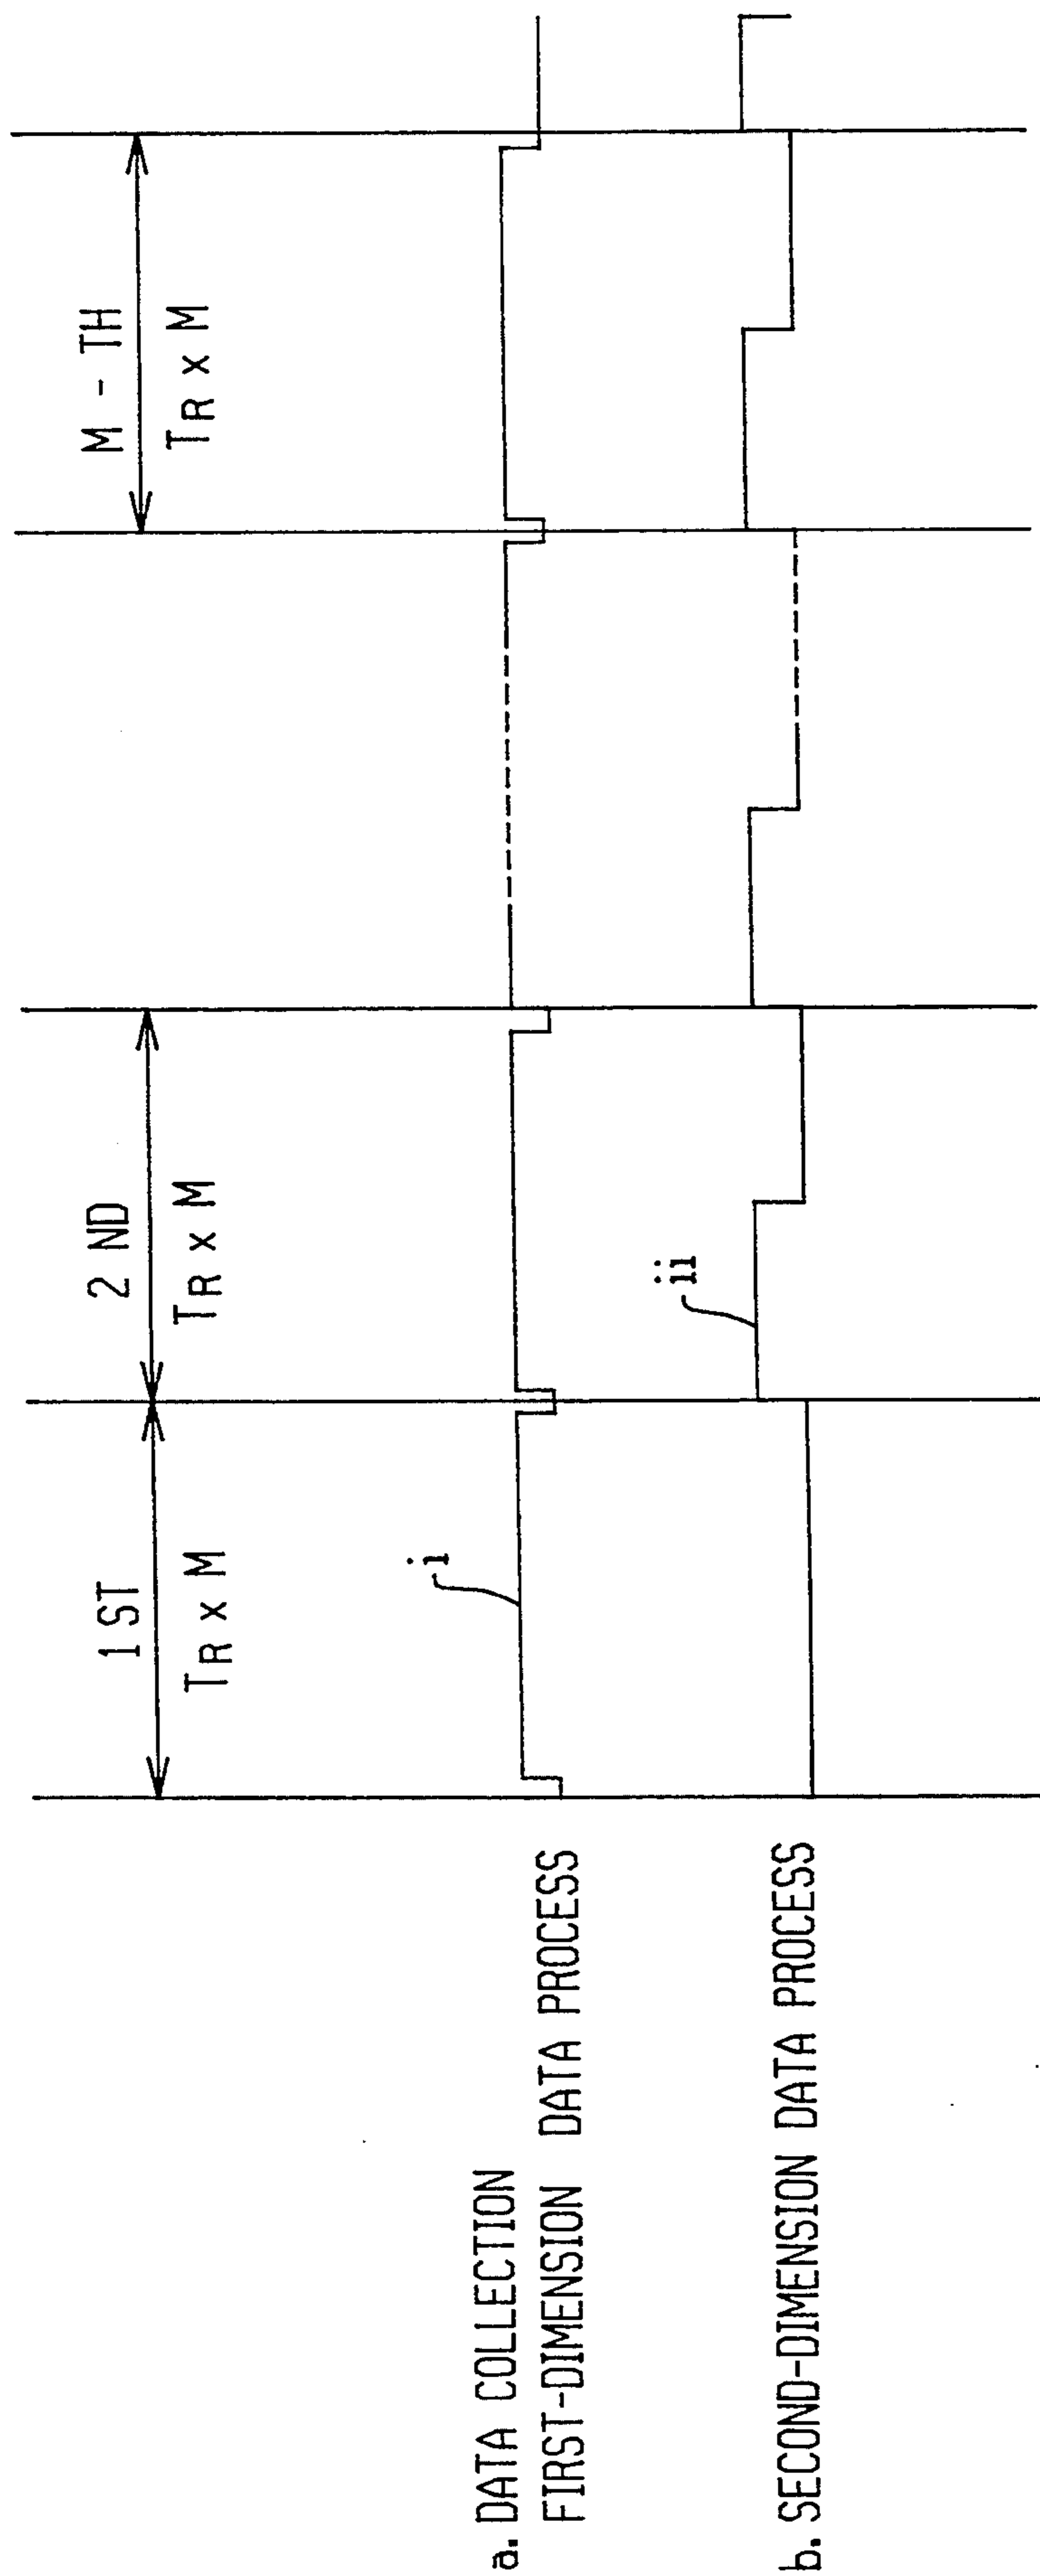 1 ST
TR x M
2 ND
TR x M
M - TH
TR x M
i
ii
a. DATA COLLECTION
FIRST-DIMENSION DATA PROCESS
b. SECOND-DIMENSION DATA PROCESS